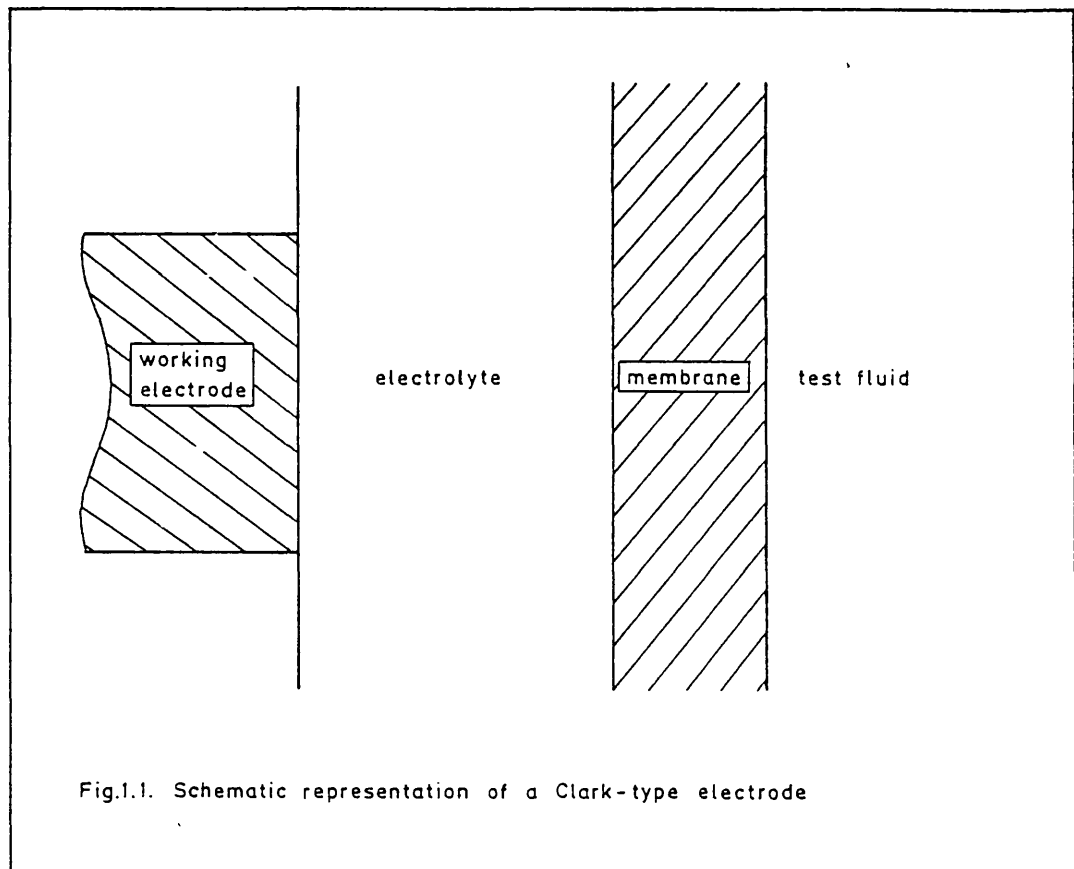 working
electrode
electrolyte
membrane
test fluid
Fig.1.1. Schematic representation of a Clark-type electrode